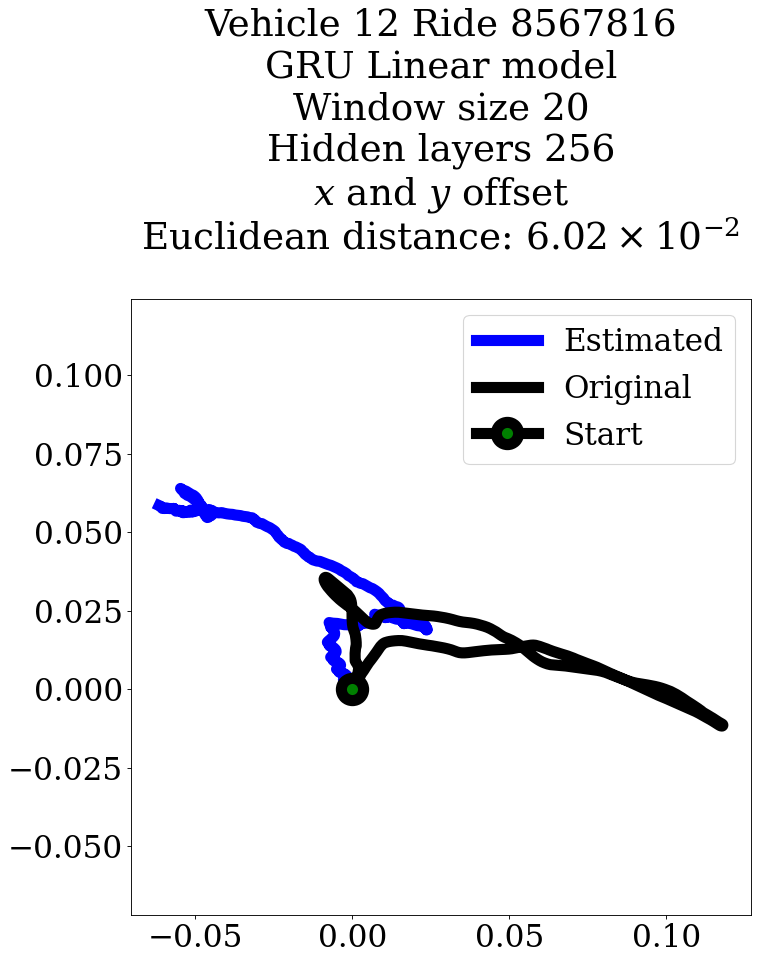 Vehicle 12 Ride 8567816
GRU Linear model
Window size 20
Hidden layers 256
x and y offset
Euclidean distance: 6.02 × 10⁻²
Estimated
Original
Start
0.100
0.075
0.050
0.025
0.000
−0.025
−0.050
−0.05 0.00 0.05 0.10